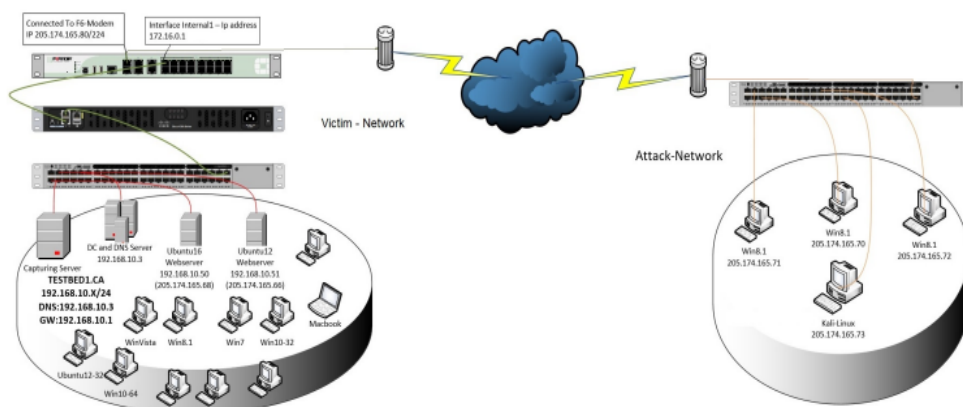 Connected To F6-Modem
IP 205.174.165.80/224
Interface Internal1 – Ip address
172.16.0.1
Victim - Network
Attack-Network
Capturing Server
DC and DNS Server
192.168.10.3
Ubuntu16
Webserver
192.168.10.50
(205.174.165.68)
Ubuntu12
Webserver
192.168.10.51
(205.174.165.66)
TESTBED1.CA
192.168.10.X/24
DNS:192.168.10.3
GW:192.168.10.1
Macbook
WinVista
Win8.1
Win7
Win10-32
Ubuntu12-32
Win10-64
Win8.1
205.174.165.71
Win8.1
205.174.165.70
Win8.1
205.174.165.72
Kali-Linux
205.174.165.73